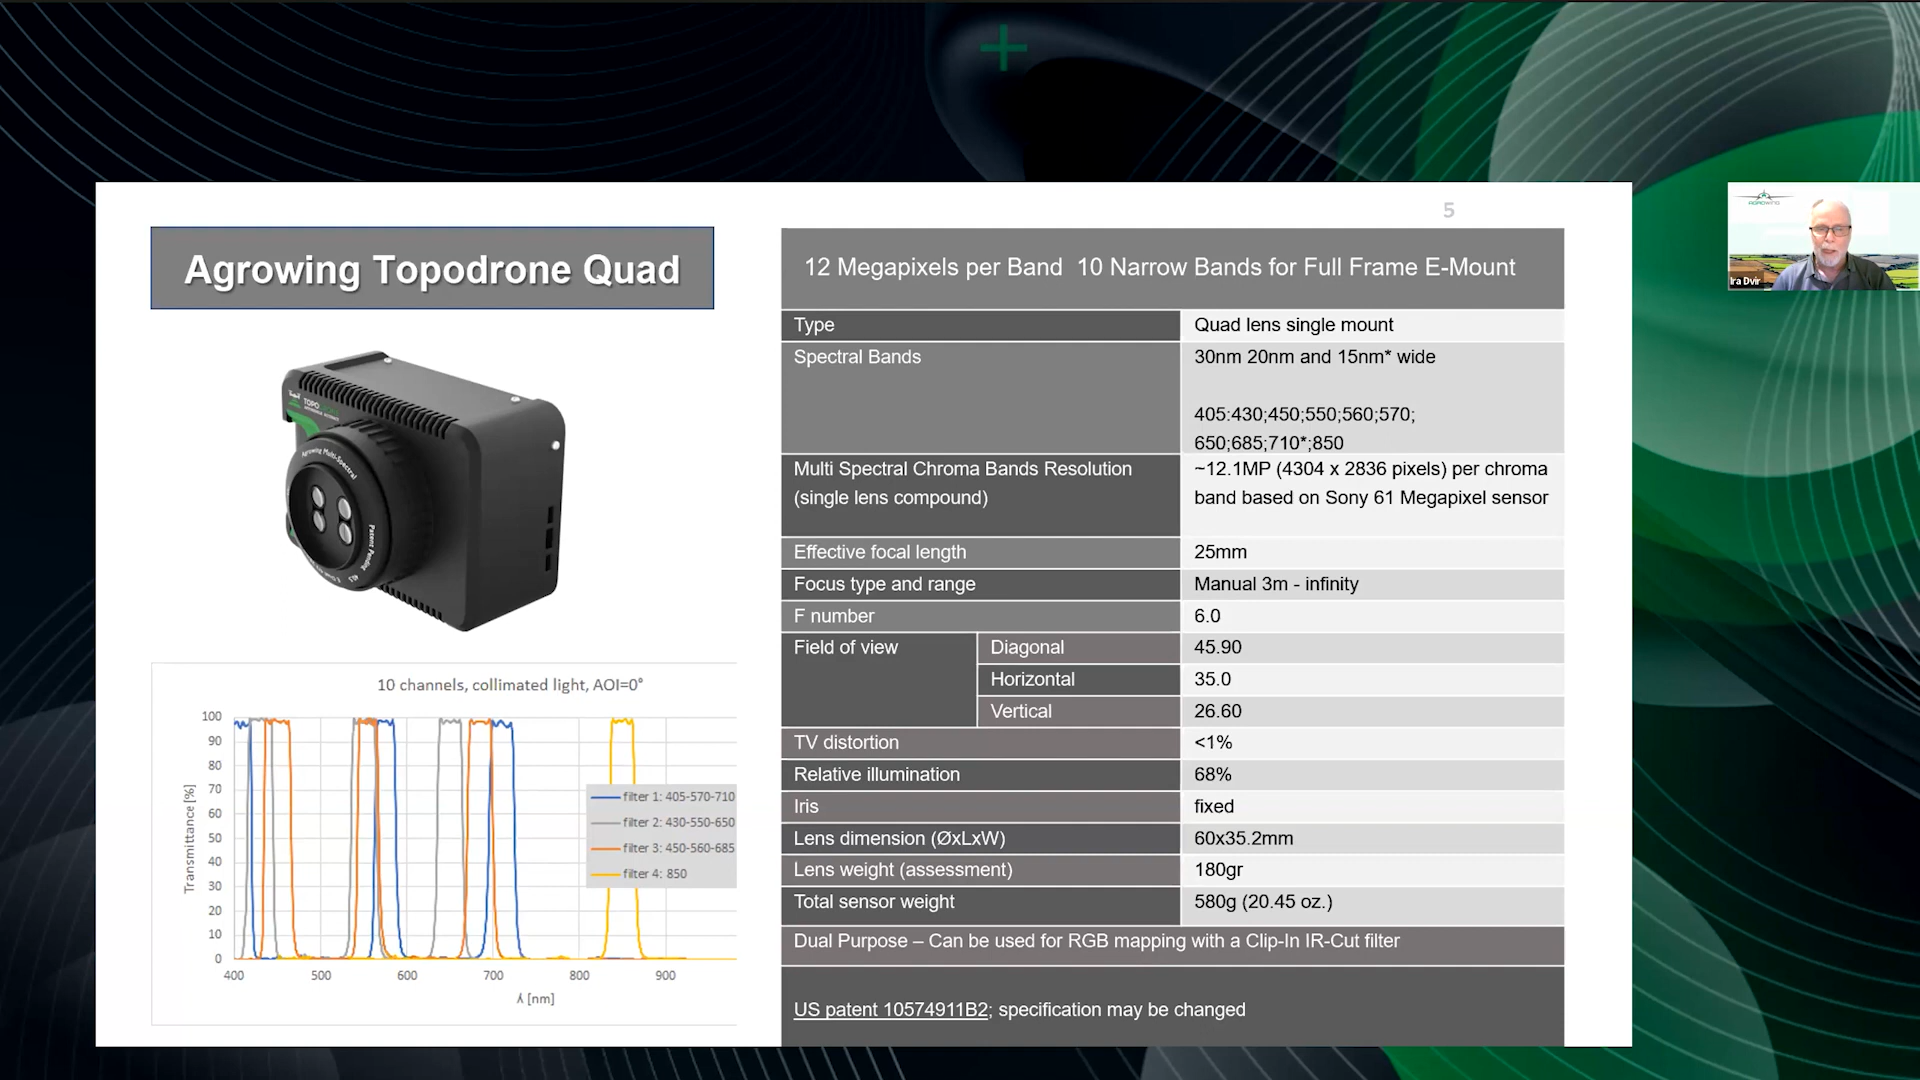 5
Agrowing Topodrone Quad
Agrowing Multi-Spectral
Patent Pending
12 Megapixels per Band 10 Narrow Bands for Full Frame E-Mount
Type Quad lens single mount
Spectral Bands 30nm 20nm and 15nm* wide
405:430;450;550;560;570;
650;685;710*;850
Multi Spectral Chroma Bands Resolution ~12.1MP (4304 x 2836 pixels) per chroma
(single lens compound) band based on Sony 61 Megapixel sensor
Effective focal length 25mm
Focus type and range Manual 3m - infinity
F number 6.0
Field of view Diagonal 45.90
Horizontal 35.0
Vertical 26.60
TV distortion <1%
Relative illumination 68%
Iris fixed
Lens dimension (ØxLxW) 60x35.2mm
Lens weight (assessment) 180gr
Total sensor weight 580g (20.45 oz.)
Dual Purpose – Can be used for RGB mapping with a Clip-In IR-Cut filter
US patent 10574911B2; specification may be changed
10 channels, collimated light, AOI=0°
Transmittance [%]
100
90
80
70
60
50
40
30
20
10
0
400 500 600 700 800 900
λ [nm]
filter 1: 405-570-710
filter 2: 430-550-650
filter 3: 450-560-685
filter 4: 850
AGROWING
Ira Dvir